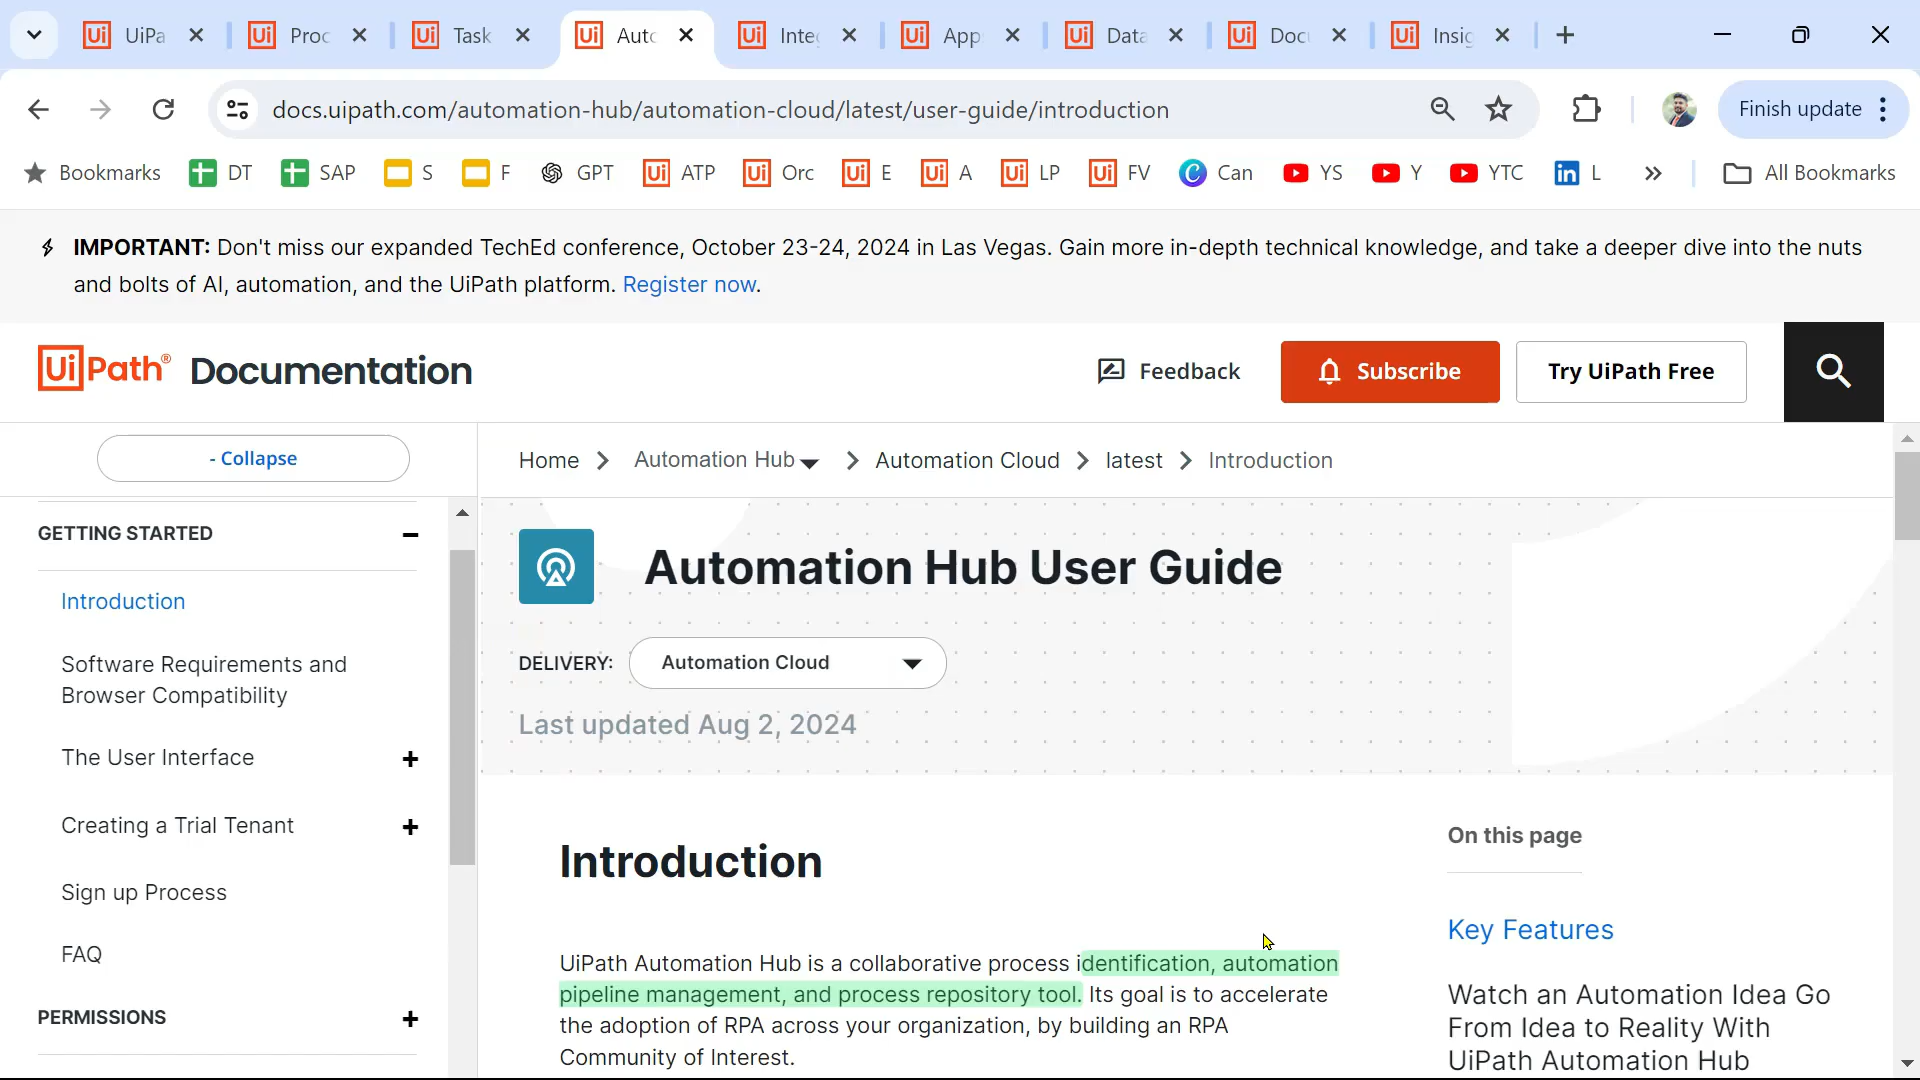 UiPa
Proc
Task
Auto
Inte
App
Data
Doc
Insig
docs.uipath.com/automation-hub/automation-cloud/latest/user-guide/introduction
Finish update
Bookmarks
DT
SAP
S
F
GPT
Ui ATP
Ui Orc
Ui E
Ui A
Ui LP
Ui FV
Can
YS
Y
YTC
in L
All Bookmarks
IMPORTANT: Don't miss our expanded TechEd conference, October 23-24, 2024 in Las Vegas. Gain more in-depth technical knowledge, and take a deeper dive into the nuts
and bolts of AI, automation, and the UiPath platform. Register now.
UiPath® Documentation
Feedback
Subscribe
Try UiPath Free
- Collapse
Home > Automation Hub > Automation Cloud > latest > Introduction
GETTING STARTED
Introduction
Software Requirements and
Browser Compatibility
The User Interface
Creating a Trial Tenant
Sign up Process
FAQ
PERMISSIONS
Automation Hub User Guide
DELIVERY: Automation Cloud
Last updated Aug 2, 2024
Introduction
UiPath Automation Hub is a collaborative process identification, automation
pipeline management, and process repository tool. Its goal is to accelerate
the adoption of RPA across your organization, by building an RPA
Community of Interest.
On this page
Key Features
Watch an Automation Idea Go
From Idea to Reality With
UiPath Automation Hub